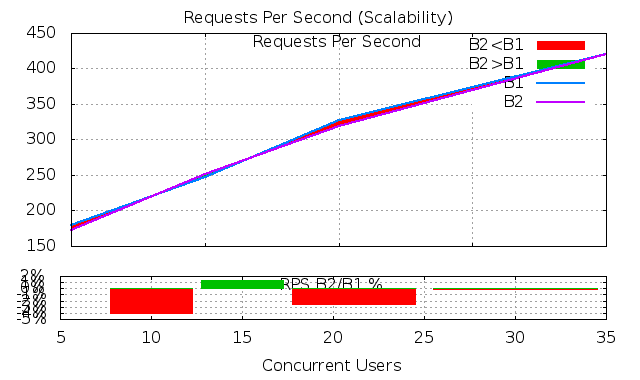 Requests Per Second (Scalability)
450
Requests Per Second
B2<B1
400
B2>B1
B1
350
B2
300
250
200
150
2%
RPS B2/B1 %
-5%
5 10 15 20 25 30 35
Concurrent Users